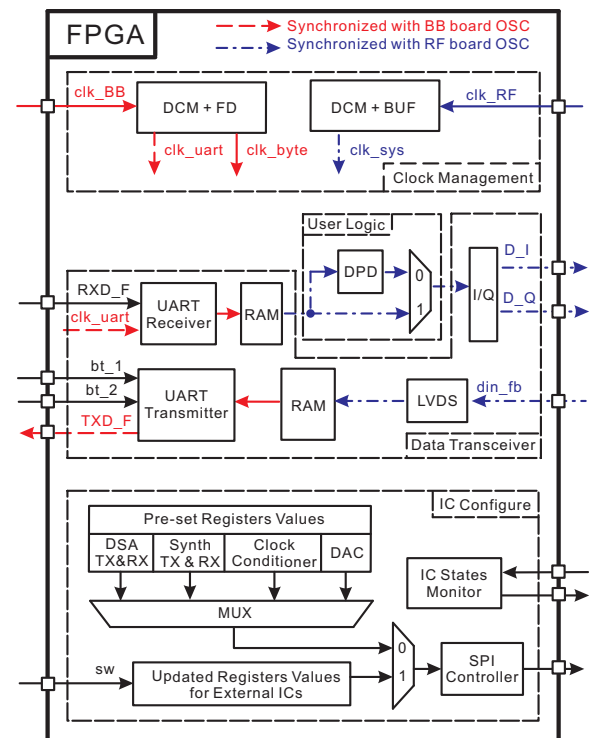 FPGA
Synchronized with BB board OSC
Synchronized with RF board OSC
clk_BB
DCM + FD
DCM + BUF
clk_RF
clk_uart
clk_byte
clk_sys
Clock Management
User Logic
DPD
0
1
I/Q
D_I
D_Q
RXD_F
clk_uart
UART
Receiver
RAM
bt_1
bt_2
TXD_F
UART
Transmitter
RAM
LVDS
din_fb
Data Transceiver
IC Configure
Pre-set Registers Values
DSA
TX&RX
Synth
TX & RX
Clock
Conditioner
DAC
MUX
IC States
Monitor
0
1
SPI
Controller
sw
Updated Registers Values
for External ICs